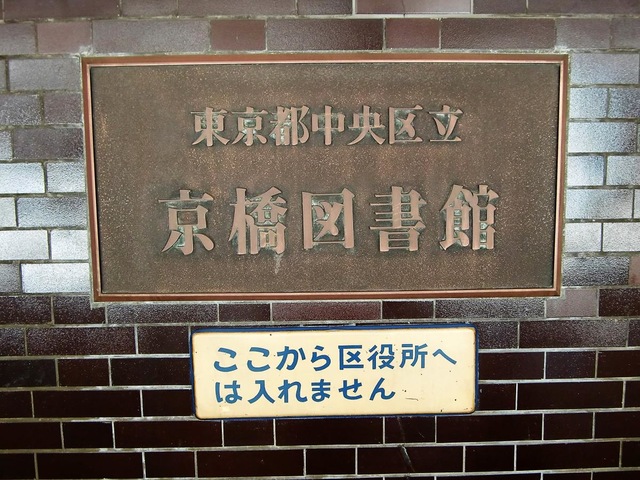 東京都中央区立
京橋図書館
ここから区役所へ
は入れません